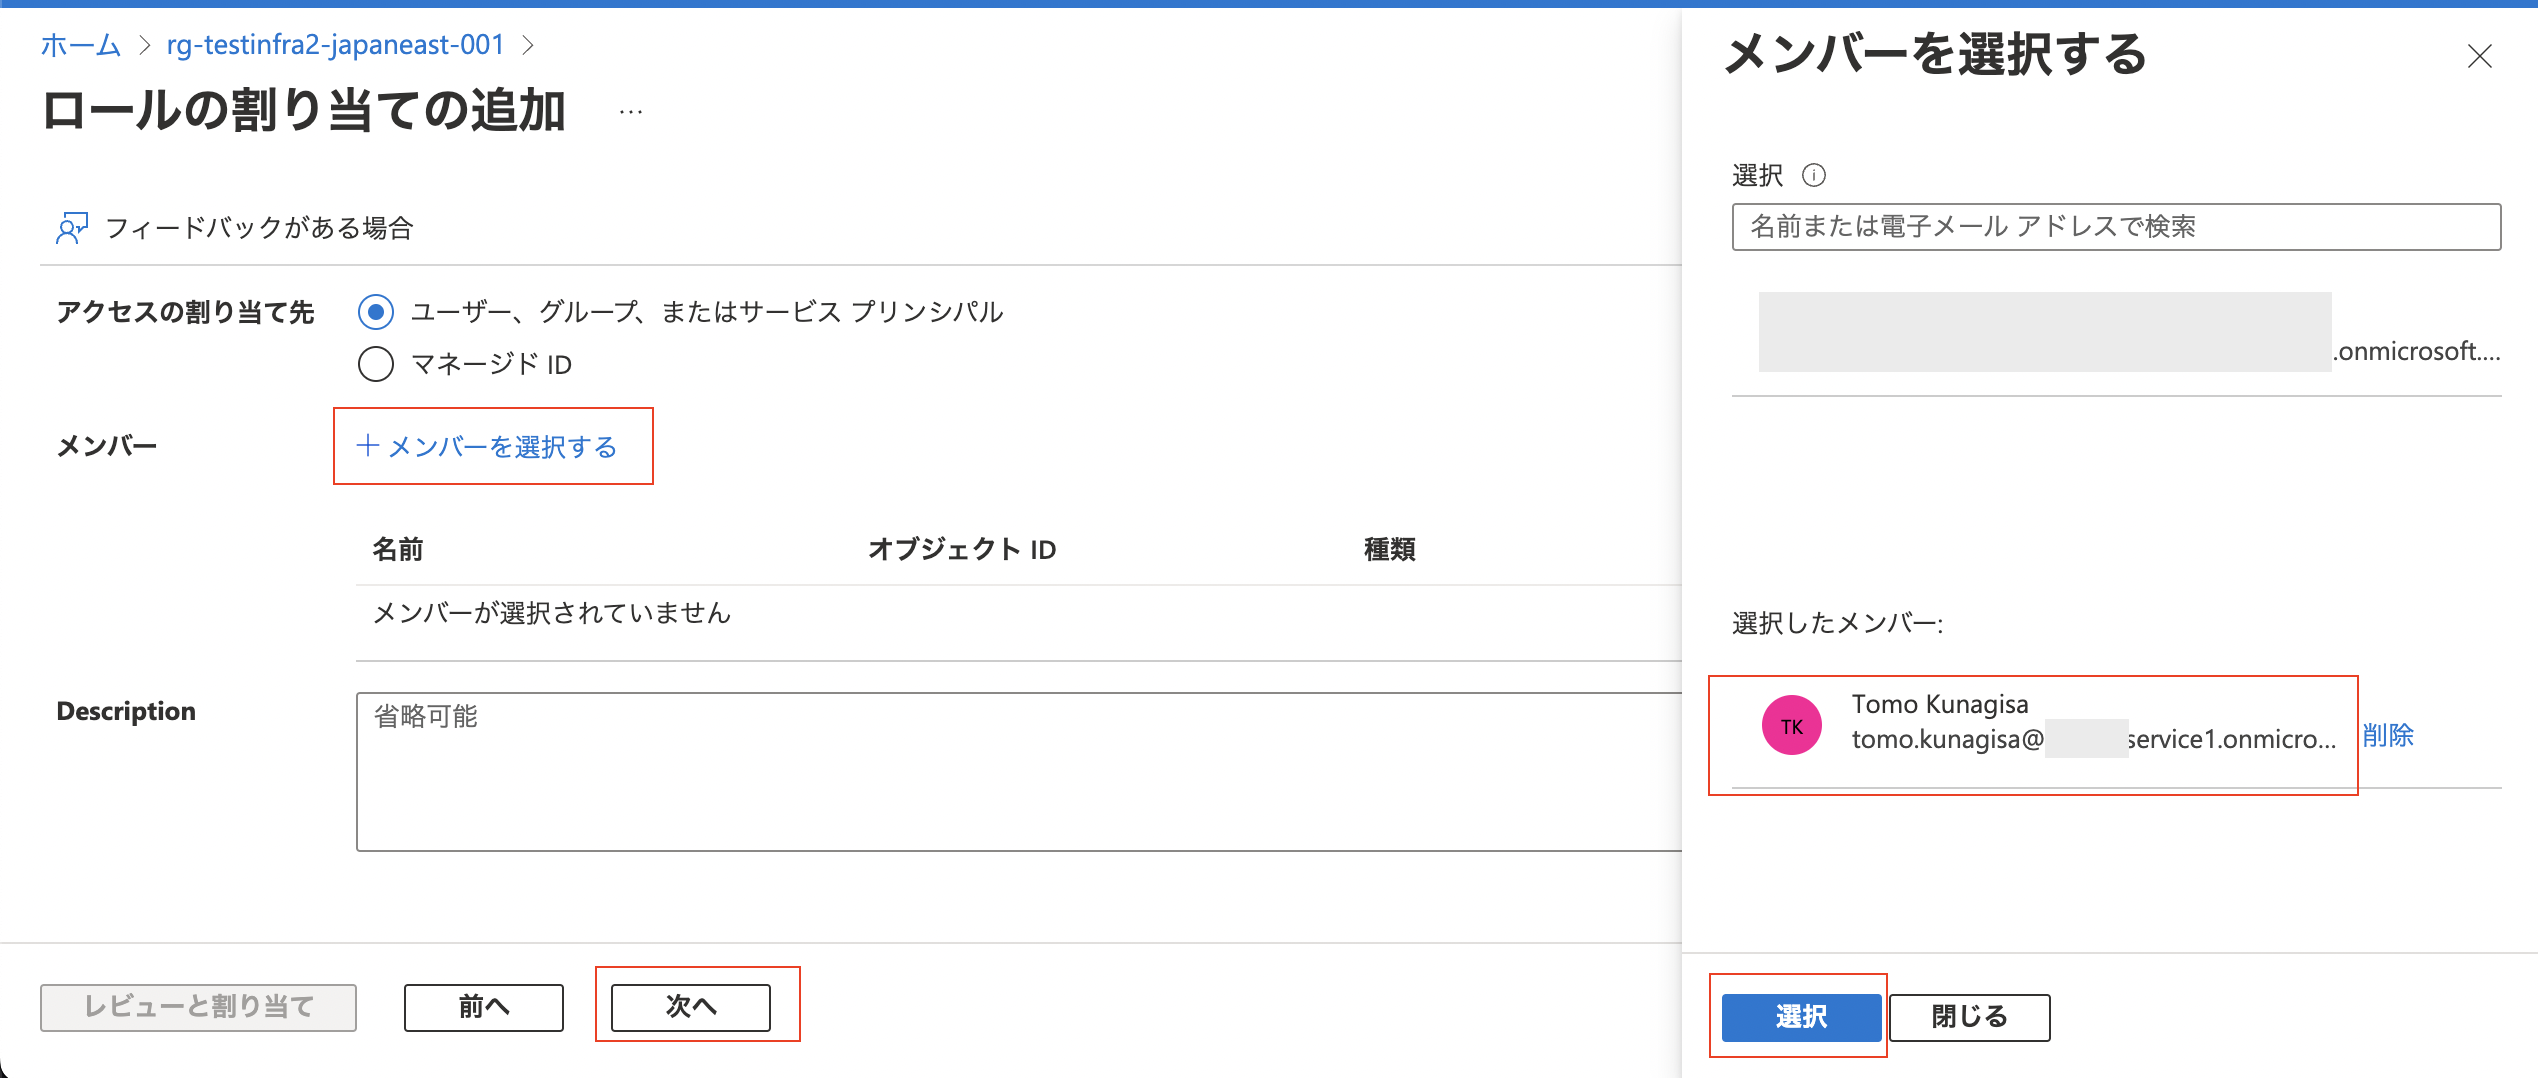 ホーム > rg-testinfra2-japaneast-001 >
ロールの割り当ての追加 …
フィードバックがある場合
アクセスの割り当て先
ユーザー、グループ、またはサービス プリンシパル
マネージド ID
メンバー
+ メンバーを選択する
名前 オブジェクト ID 種類
メンバーが選択されていません
Description
省略可能
レビューと割り当て 前へ 次へ
メンバーを選択する
選択
名前または電子メール アドレスで検索
.onmicrosoft....
選択したメンバー:
TK
Tomo Kunagisa
tomo.kunagisa@ service1.onmicro...
削除
選択 閉じる